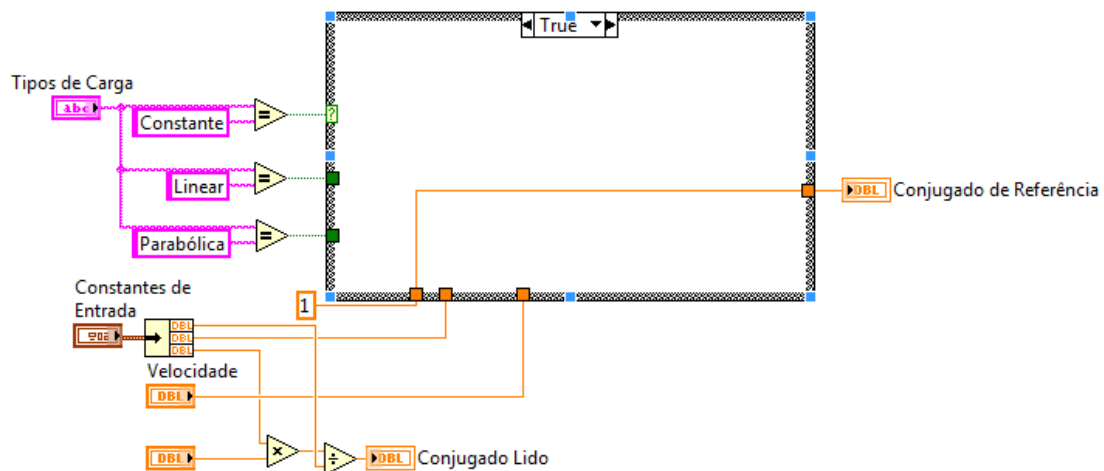 True
Tipos de Carga
abc
Constante
=
?
Linear
=
Parabólica
=
DBL
Conjugado de Referência
1
Constantes de
Entrada
DBL
DBL
DBL
Velocidade
DBL
DBL
×
÷
DBL
Conjugado Lido